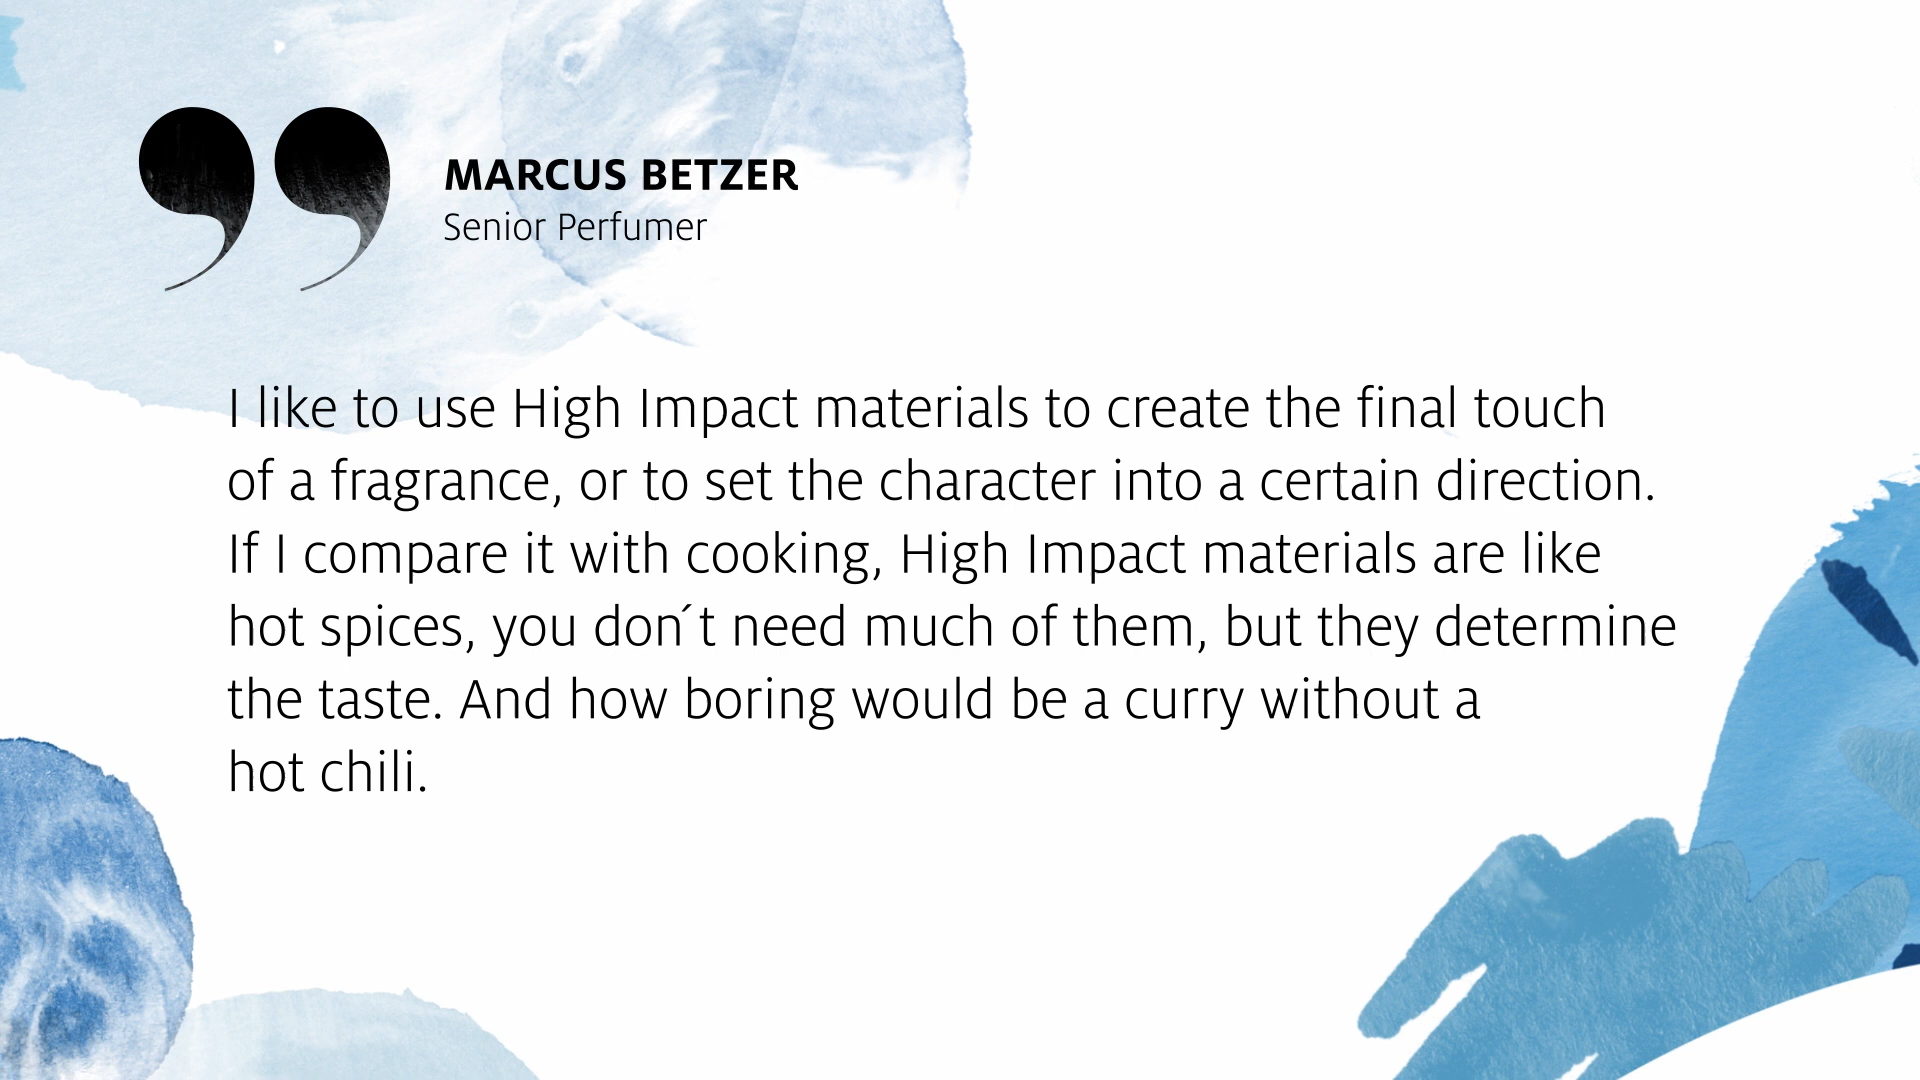 MARCUS BETZER
Senior Perfumer
I like to use High Impact materials to create the final touch
of a fragrance, or to set the character into a certain direction.
If I compare it with cooking, High Impact materials are like
hot spices, you don´t need much of them, but they determine
the taste. And how boring would be a curry without a
hot chili.